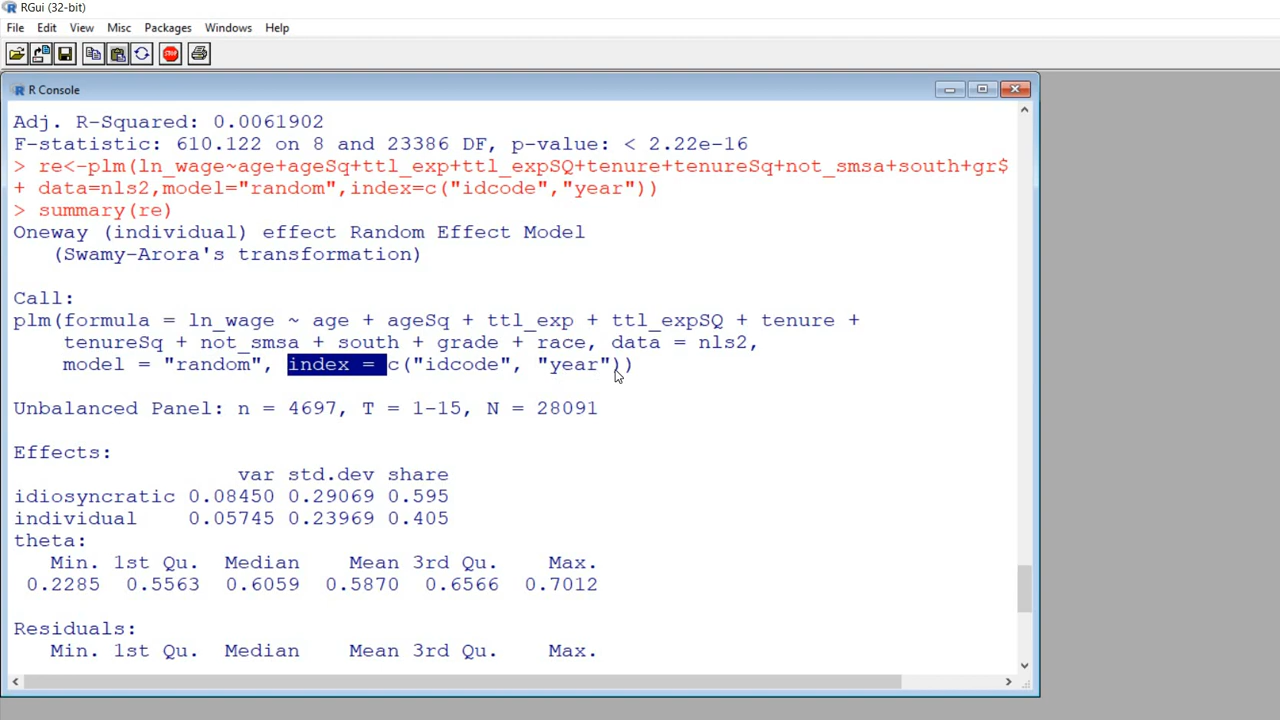 RGui (32-bit)
File Edit View Misc Packages Windows Help
STOP
R Console
Adj. R-Squared: 0.0061902
F-statistic: 610.122 on 8 and 23386 DF, p-value: < 2.22e-16
> re<-plm(ln_wage~age+ageSq+ttl_exp+ttl_expSQ+tenure+tenureSq+not_smsa+south+gr$
+ data=nls2,model="random",index=c("idcode","year"))
> summary(re)
Oneway (individual) effect Random Effect Model
(Swamy-Arora's transformation)
Call:
plm(formula = ln_wage ~ age + ageSq + ttl_exp + ttl_expSQ + tenure +
tenureSq + not_smsa + south + grade + race, data = nls2,
model = "random", index = c("idcode", "year"))
Unbalanced Panel: n = 4697, T = 1-15, N = 28091
Effects:
var std.dev share
idiosyncratic 0.08450 0.29069 0.595
individual 0.05745 0.23969 0.405
theta:
Min. 1st Qu. Median Mean 3rd Qu. Max.
0.2285 0.5563 0.6059 0.5870 0.6566 0.7012
Residuals:
Min. 1st Qu. Median Mean 3rd Qu. Max.